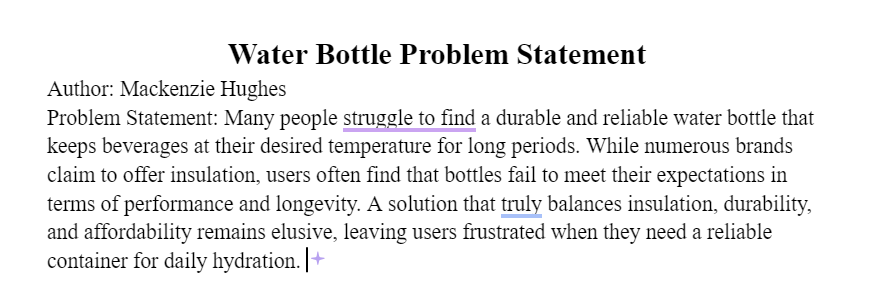 Water Bottle Problem Statement
Author: Mackenzie Hughes
Problem Statement: Many people struggle to find a durable and reliable water bottle that
keeps beverages at their desired temperature for long periods. While numerous brands
claim to offer insulation, users often find that bottles fail to meet their expectations in
terms of performance and longevity. A solution that truly balances insulation, durability,
and affordability remains elusive, leaving users frustrated when they need a reliable
container for daily hydration.